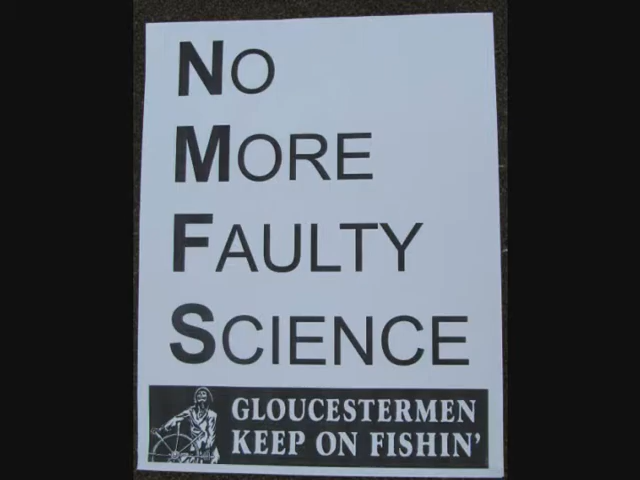 NO
MORE
FAULTY
SCIENCE
GLOUCESTERMEN
KEEP ON FISHIN'